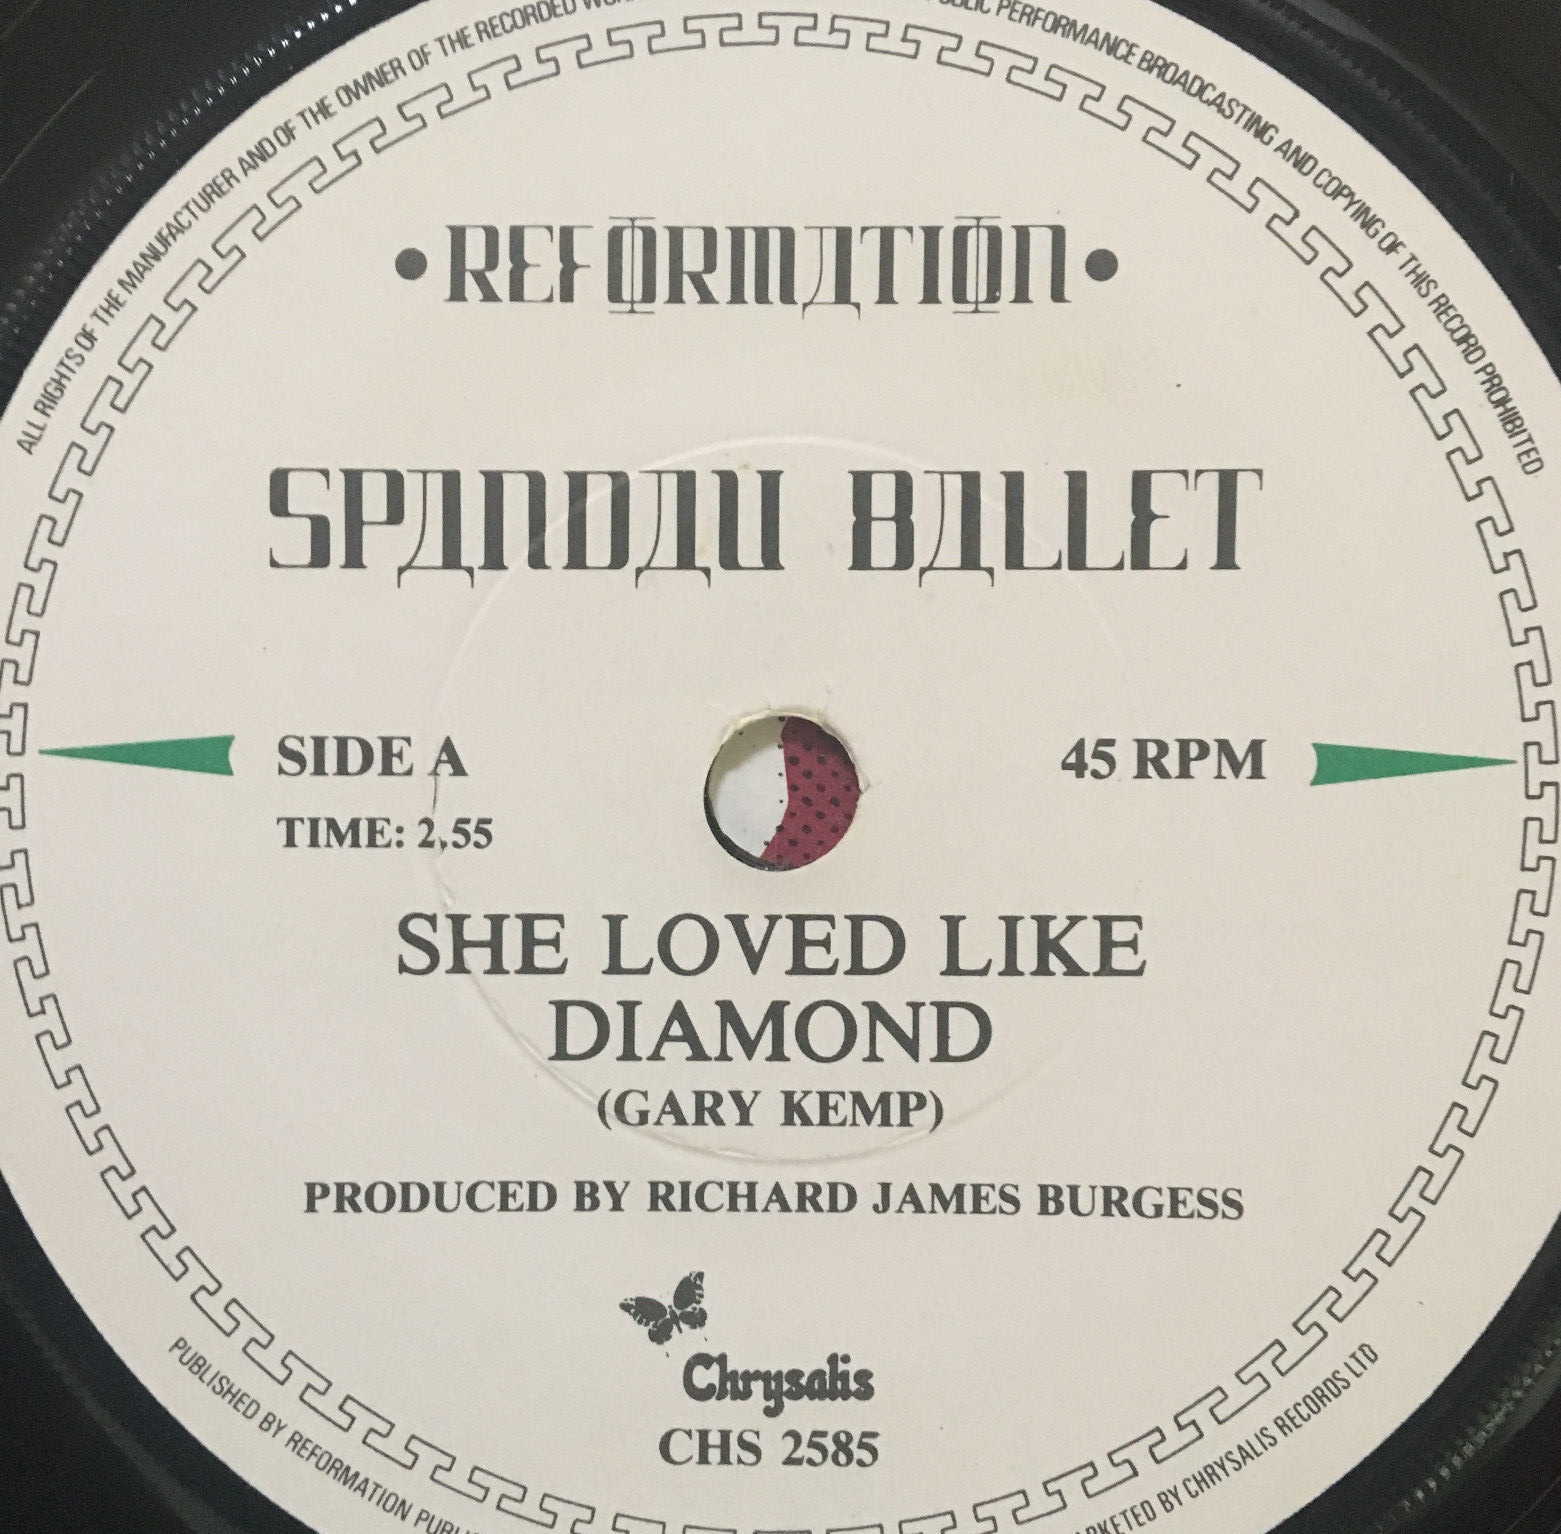 ALL RIGHTS OF THE MANUFACTURER AND OF THE OWNER OF THE RECORDED
PERFORMANCE BROADCASTING AND COPYING OF THIS RECORD PROHIBITED
• REFORMATION •
SPANDAU BALLET
SIDE A
45 RPM
TIME: 2.55
SHE LOVED LIKE
DIAMOND
(GARY KEMP)
PRODUCED BY RICHARD JAMES BURGESS
Chrysalis
CHS 2585
PUBLISHED BY REFORMATION
BY CHRYSALIS RECORDS LTD